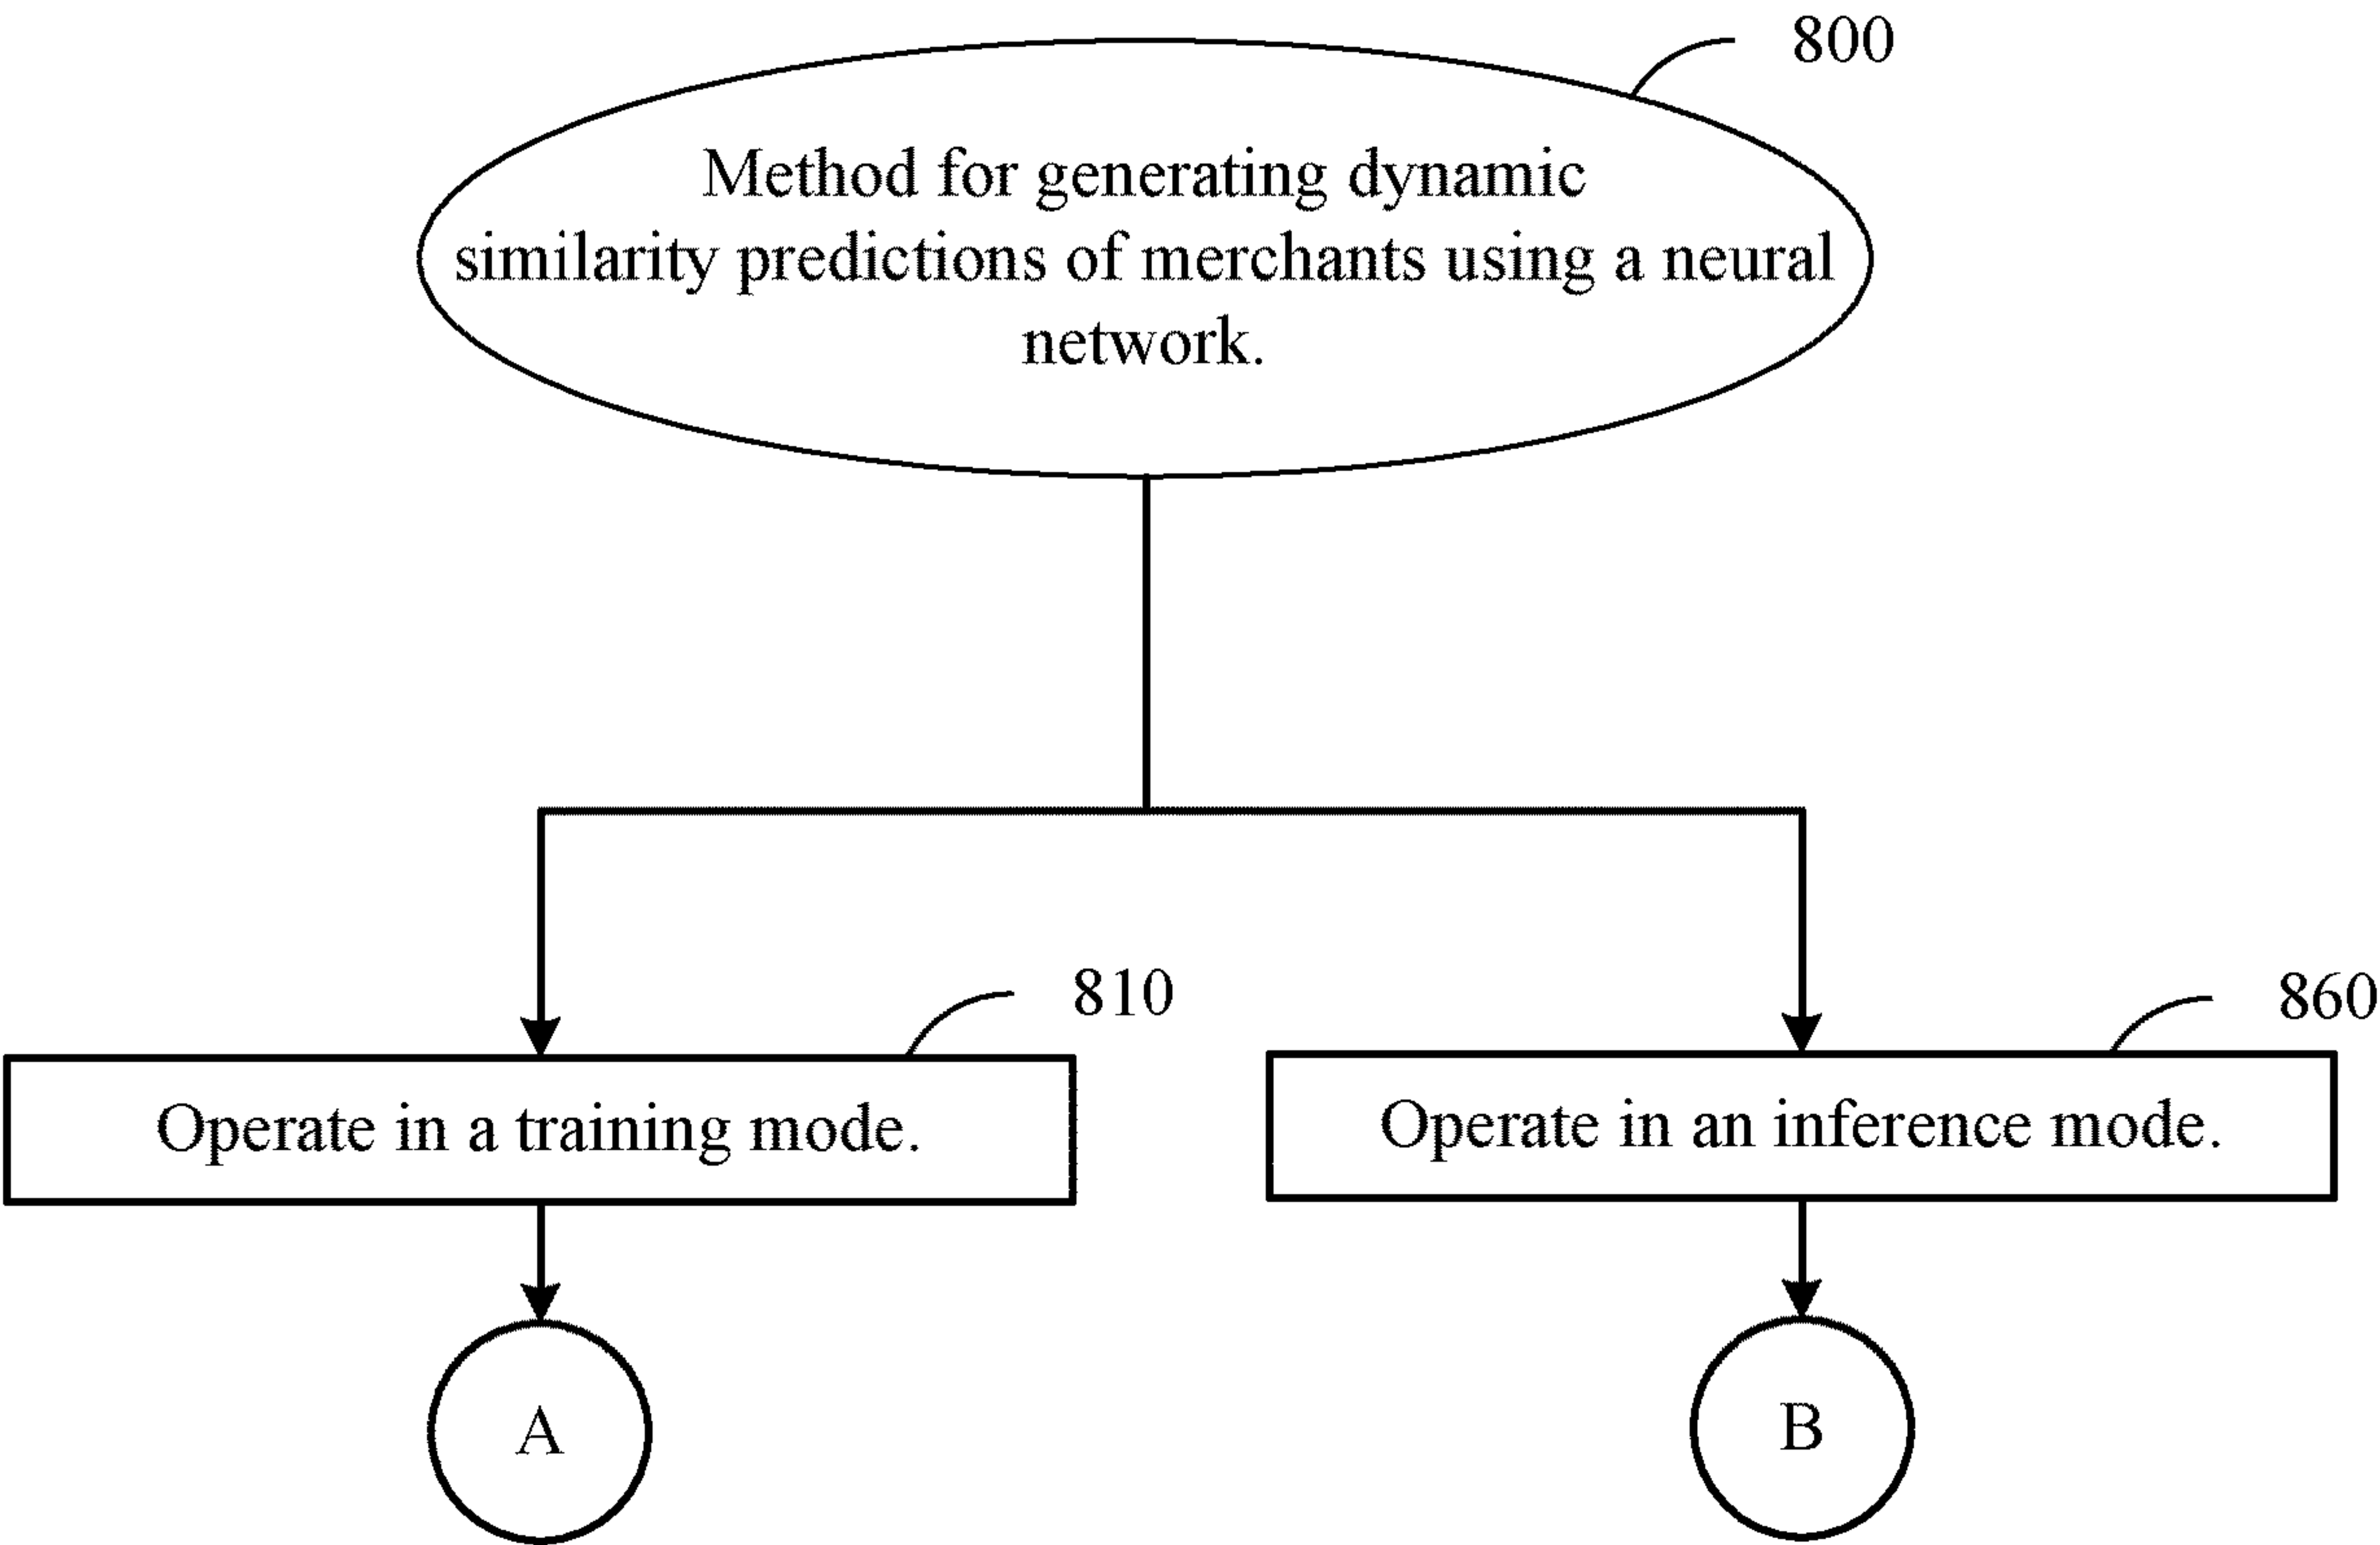 800
Method for generating dynamic
similarity predictions of merchants using a neural
network.
810
860
Operate in a training mode.
Operate in an inference mode.
A
B